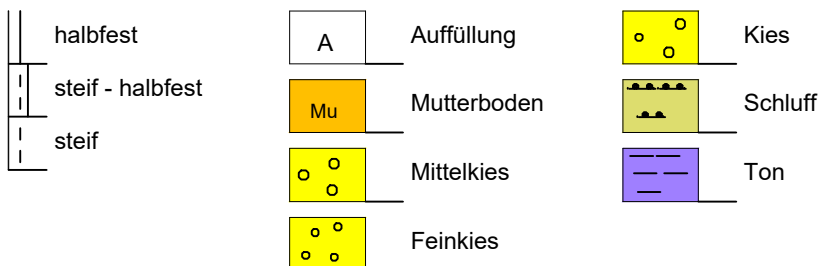 halbfest
steif - halbfest
steif
A Auffüllung
Mu Mutterboden
Mittelkies
Feinkies
Kies
Schluff
Ton